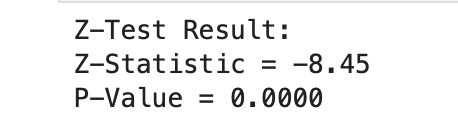 Z-Test Result:
Z-Statistic = -8.45
P-Value = 0.0000